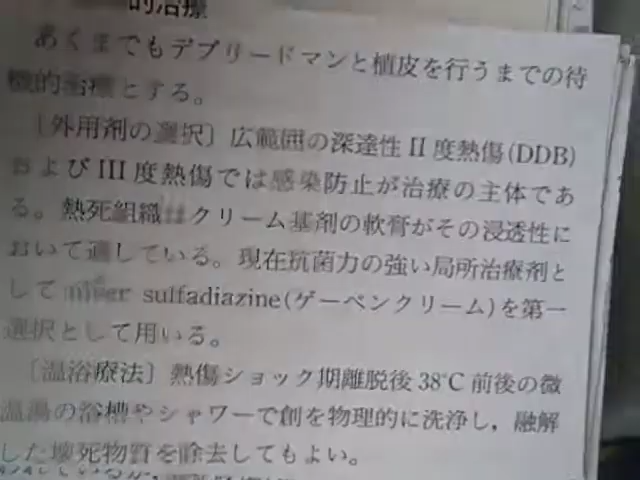 的治療
あくまでもデブリードマンと植皮を行うまでの待
機的治療とする。
〔外用剤の選択〕広範囲の深達性 II 度熱傷(DDB)
および III 度熱傷では感染防止が治療の主体であ
る。熱死組織はクリーム基剤の軟膏がその浸透性に
おいて適している。現在抗菌力の強い局所治療剤と
して sulfadiazine(ゲーベンクリーム)を第一
選択として用いる。
〔温浴療法〕熱傷ショック期離脱後 38℃ 前後の微
温湯の浴槽やシャワーで創を物理的に洗浄し，融解
した壊死物質を除去してもよい。